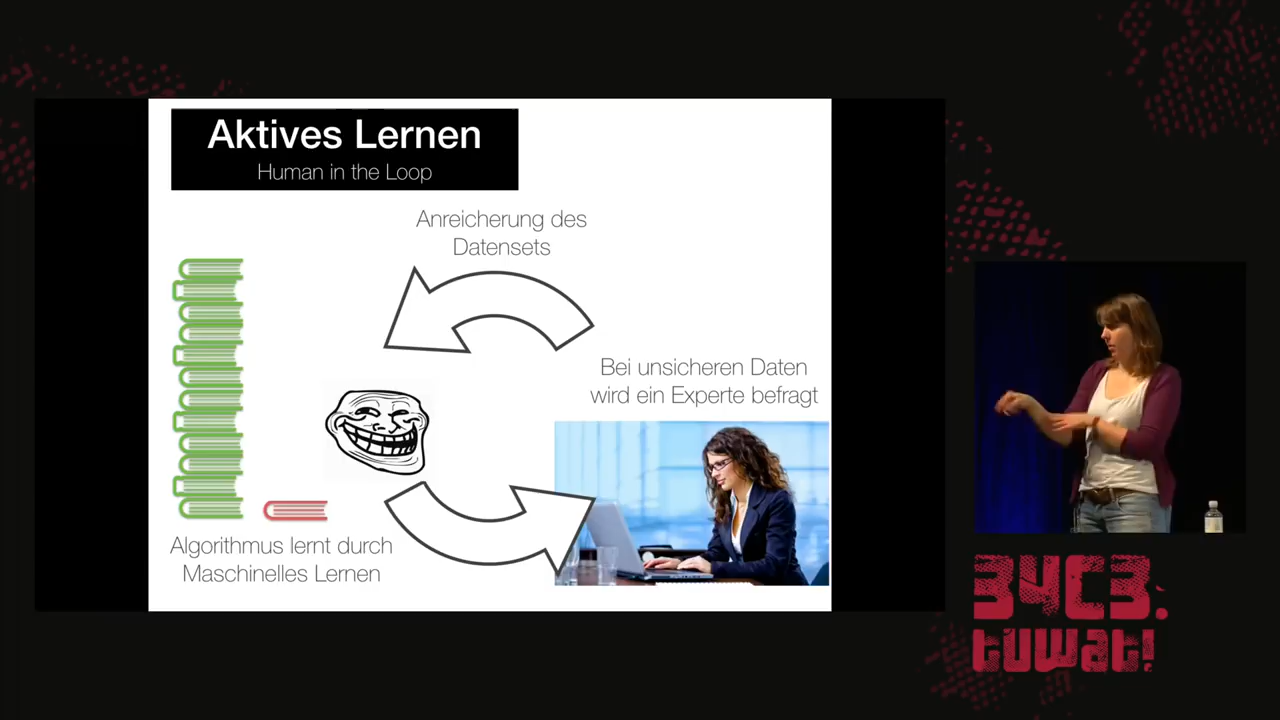 Aktives Lernen
Human in the Loop
Anreicherung des
Datensets
Bei unsicheren Daten
wird ein Experte befragt
Algorithmus lernt durch
Maschinelles Lernen
34C3.
tuwat!